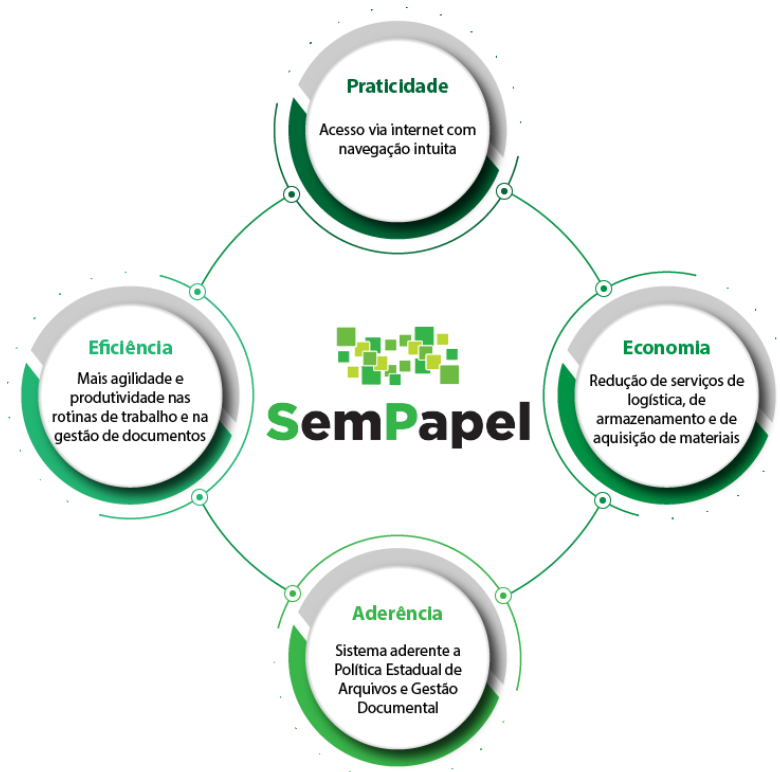 Praticidade
Acesso via internet com
navegação intuita
Eficiência
Mais agilidade e
produtividade nas
rotinas de trabalho e na
gestão de documentos
SemPapel
Economia
Redução de serviços de
logística, de
armazenamento e de
aquisição de materiais
Aderência
Sistema aderente a
Política Estadual de
Arquivos e Gestão
Documental